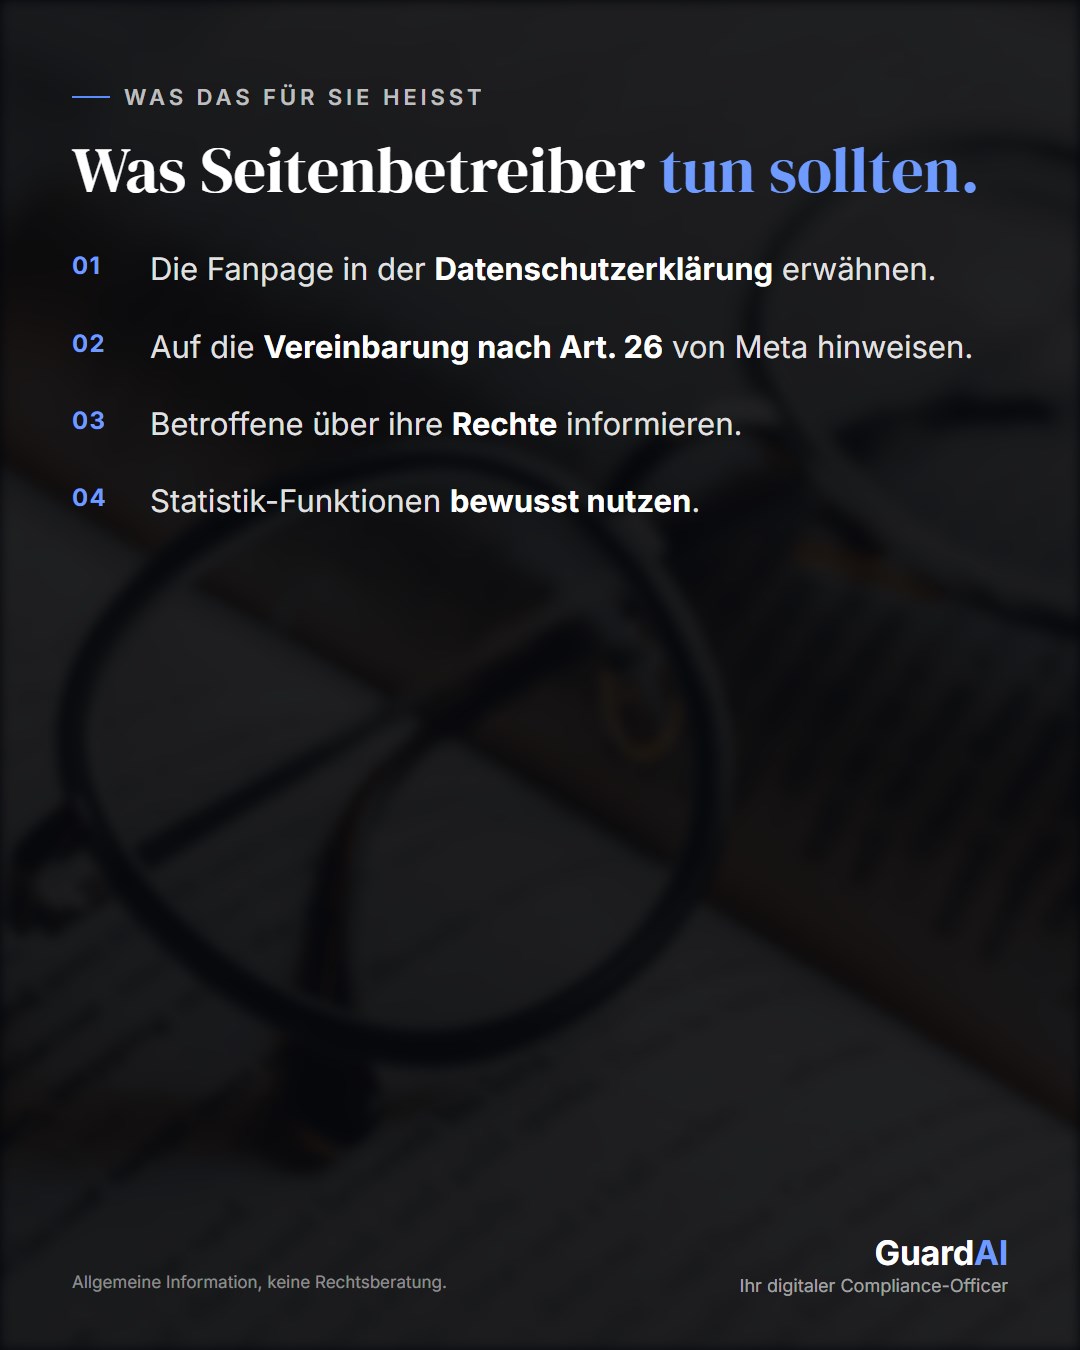 WAS DAS FÜR SIE HEISST
Was Seitenbetreiber tun sollten.
01 Die Fanpage in der Datenschutzerklärung erwähnen.
02 Auf die Vereinbarung nach Art. 26 von Meta hinweisen.
03 Betroffene über ihre Rechte informieren.
04 Statistik-Funktionen bewusst nutzen.
GuardAI
Allgemeine Information, keine Rechtsberatung.
Ihr digitaler Compliance-Officer